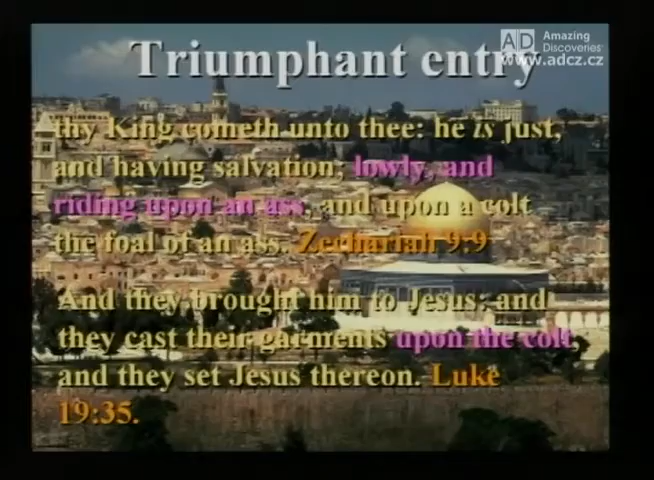 AD Amazing Discoveries
www.adcz.cz
Triumphant entry
thy King cometh unto thee: he is just,
and having salvation; lowly, and
riding upon an ass, and upon a colt
the foal of an ass. Zechariah 9:9
And they brought him to Jesus: and
they cast their garments upon the colt,
and they set Jesus thereon. Luke
19:35.